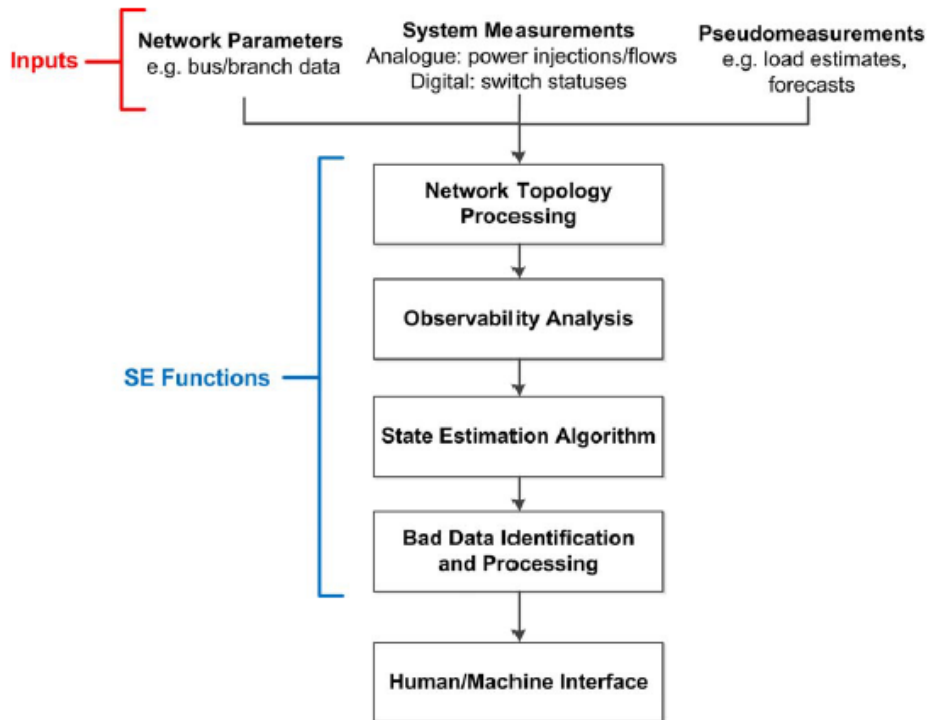 Inputs
Network Parameters
e.g. bus/branch data
System Measurements
Analogue: power injections/flows
Digital: switch statuses
Pseudomeasurements
e.g. load estimates,
forecasts
SE Functions
Network Topology
Processing
Observability Analysis
State Estimation Algorithm
Bad Data Identification
and Processing
Human/Machine Interface